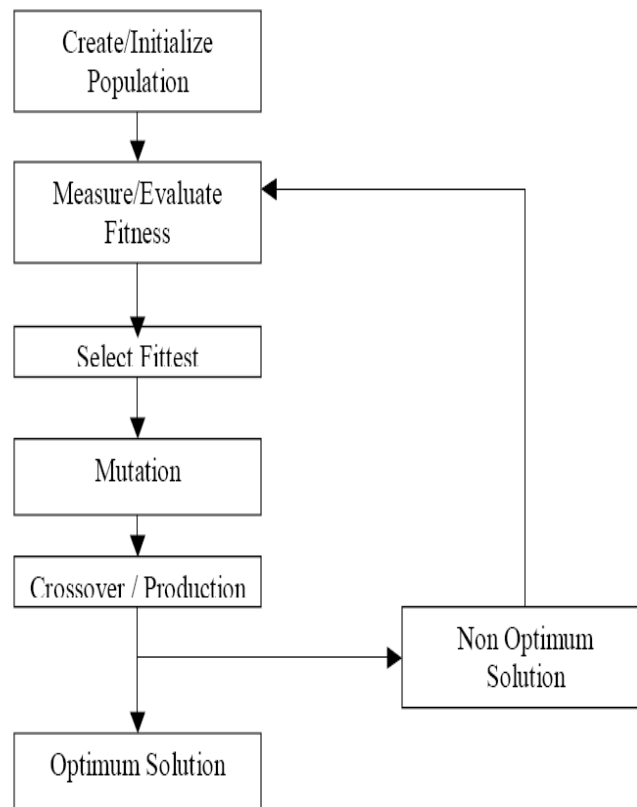 Create/Initialize
Population
Measure/Evaluate
Fitness
Select Fittest
Mutation
Crossover / Production
Non Optimum
Solution
Optimum Solution